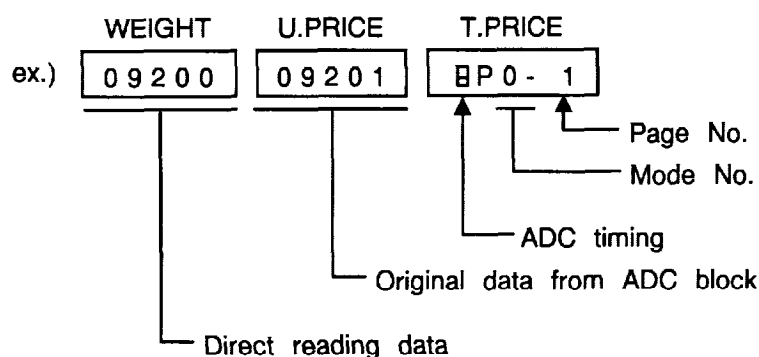 WEIGHT U.PRICE T.PRICE
ex.) 09200 09201 8P0- 1
Page No.
Mode No.
ADC timing
Original data from ADC block
Direct reading data